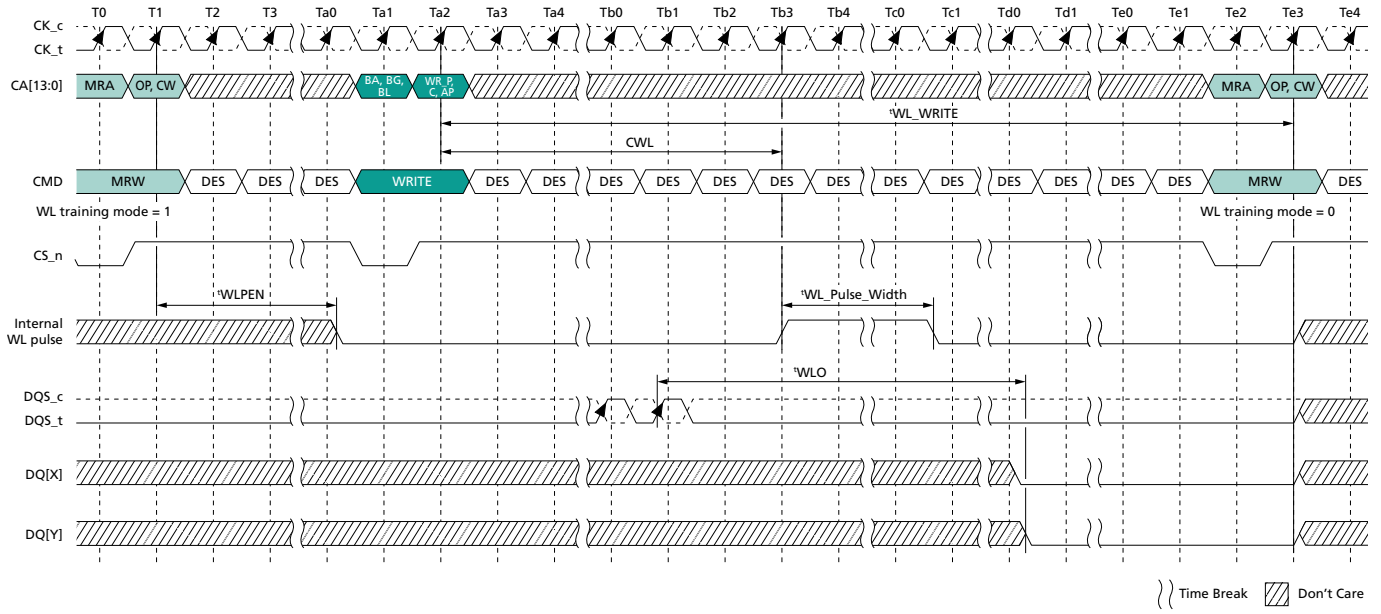 T0 T1 T2 T3 Ta0 Ta1 Ta2 Ta3 Ta4 Tb0 Tb1 Tb2 Tb3 Tb4 Tc0 Tc1 Td0 Td1 Te0 Te1 Te2 Te3 Te4
CK_c
CK_t
CA[13:0] MRA OP, CW BA, BG, BL WR_P, C, AP MRA OP, CW
tWL_WRITE
CWL
CMD MRW DES DES DES WRITE DES DES DES DES DES DES DES DES DES DES DES DES DES MRW DES
WL training mode = 1 WL training mode = 0
CS_n
tWLPEN tWL_Pulse_Width
Internal
WL pulse
tWLO
DQS_c
DQS_t
DQ[X]
DQ[Y]
Time Break Don't Care